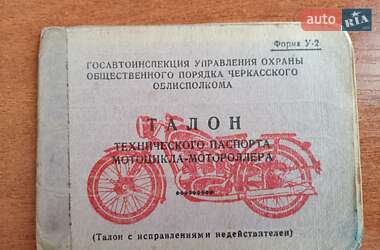 auto RIA
Форма У-2
ГОСАВТОИНСПЕКЦИЯ УПРАВЛЕНИЯ ОХРАНЫ
ОБЩЕСТВЕННОГО ПОРЯДКА ЧЕРКАССКОГО
ОБЛИСПОЛКОМА
ТАЛОН
ТЕХНИЧЕСКОГО ПАСПОРТА
МОТОЦИКЛА-МОТОРОЛЛЕРА
(Талон с исправлениями недействителен)